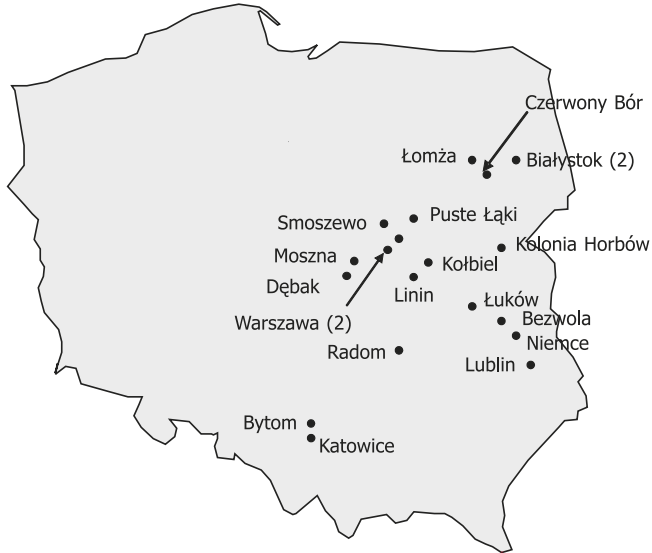 Czerwony Bór
Łomża
Białystok (2)
Smoszewo
Puste Łąki
Kolonia Horbów
Moszna
Kołbiel
Dębak
Linin
Łuków
Warszawa (2)
Bezwola
Niemce
Radom
Lublin
Bytom
Katowice